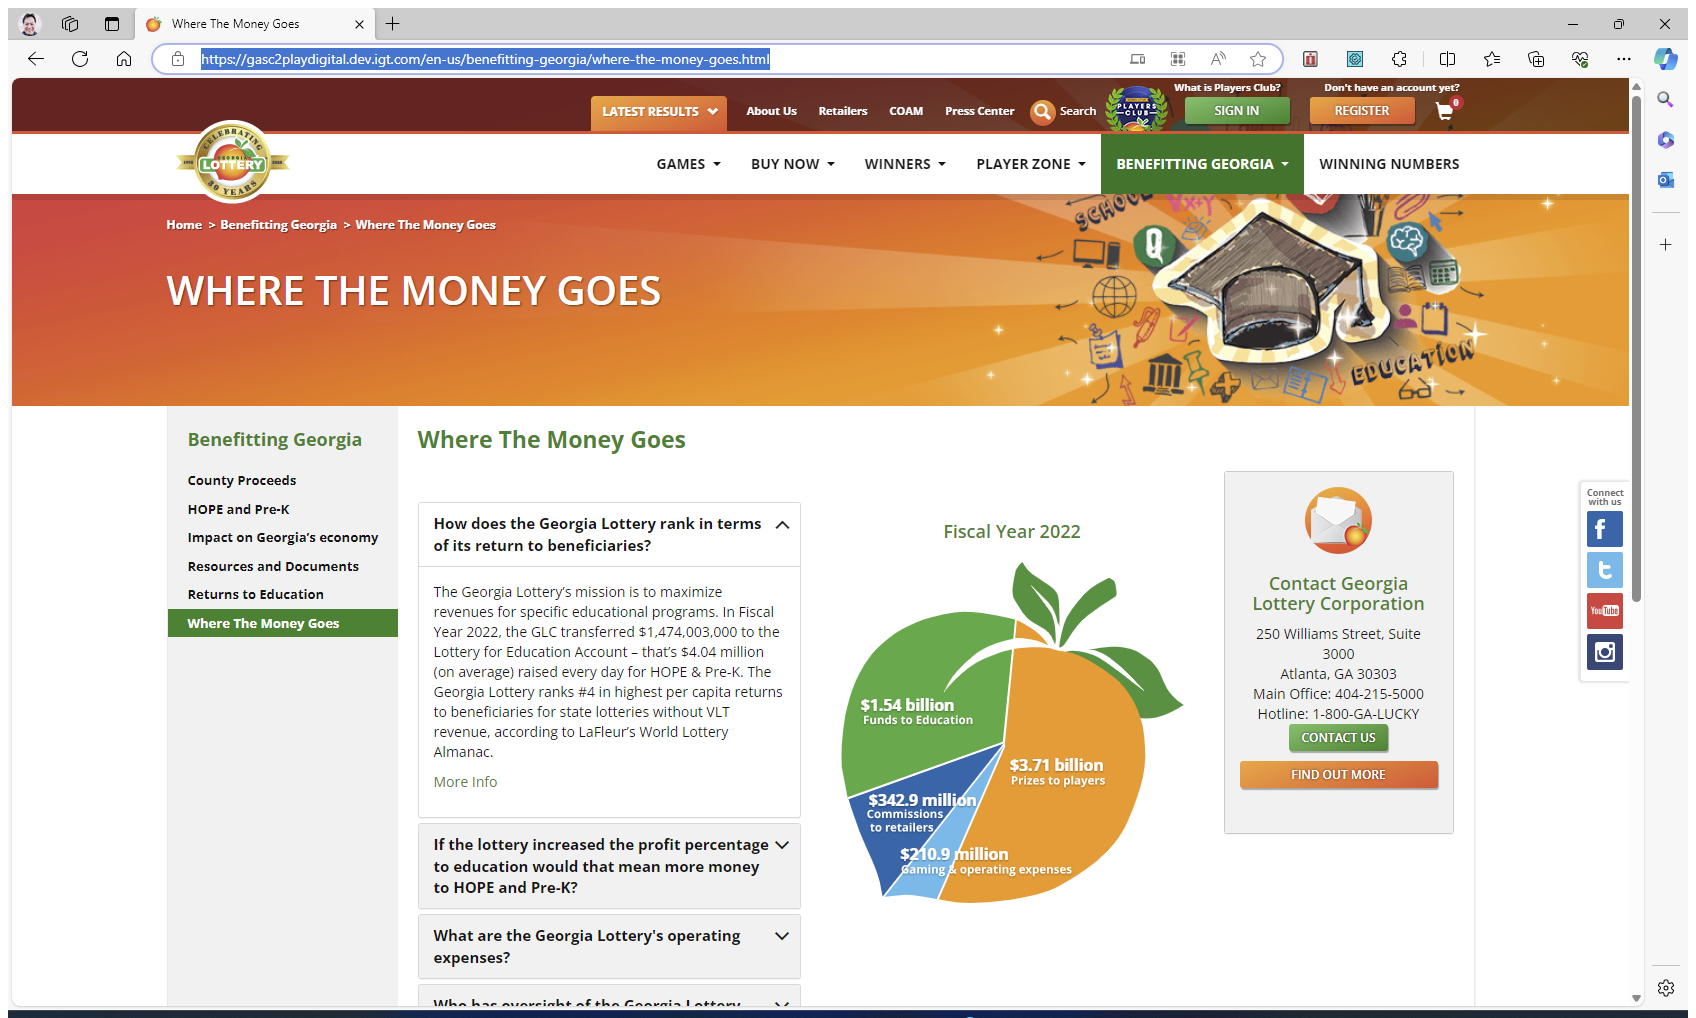 Where The Money Goes
https://gasc2playdigital.dev.igt.com/en-us/benefitting-georgia/where-the-money-goes.html
What is Players Club?
Don't have an account yet?
LATEST RESULTS
About Us
Retailers
COAM
Press Center
Search
PLAYERS
CLUB
SIGN IN
REGISTER
0
CELEBRATING
GEORGIA
LOTTERY
30 YEARS
GAMES
BUY NOW
WINNERS
PLAYER ZONE
BENEFITTING GEORGIA
WINNING NUMBERS
Home > Benefitting Georgia > Where The Money Goes
WHERE THE MONEY GOES
SCHOOL
√x+y
Q
EDUCATION
Benefitting Georgia
County Proceeds
HOPE and Pre-K
Impact on Georgia's economy
Resources and Documents
Returns to Education
Where The Money Goes
Where The Money Goes
How does the Georgia Lottery rank in terms
of its return to beneficiaries?
The Georgia Lottery's mission is to maximize
revenues for specific educational programs. In Fiscal
Year 2022, the GLC transferred $1,474,003,000 to the
Lottery for Education Account – that's $4.04 million
(on average) raised every day for HOPE & Pre-K. The
Georgia Lottery ranks #4 in highest per capita returns
to beneficiaries for state lotteries without VLT
revenue, according to LaFleur's World Lottery
Almanac.
More Info
If the lottery increased the profit percentage
to education would that mean more money
to HOPE and Pre-K?
What are the Georgia Lottery's operating
expenses?
Who has oversight of the Georgia Lottery
Fiscal Year 2022
$1.54 billion
Funds to Education
$3.71 billion
Prizes to players
$342.9 million
Commissions
to retailers
$210.9 million
Gaming & operating expenses
Contact Georgia
Lottery Corporation
250 Williams Street, Suite
3000
Atlanta, GA 30303
Main Office: 404-215-5000
Hotline: 1-800-GA-LUCKY
CONTACT US
FIND OUT MORE
Connect
with us
f
t
YouTube